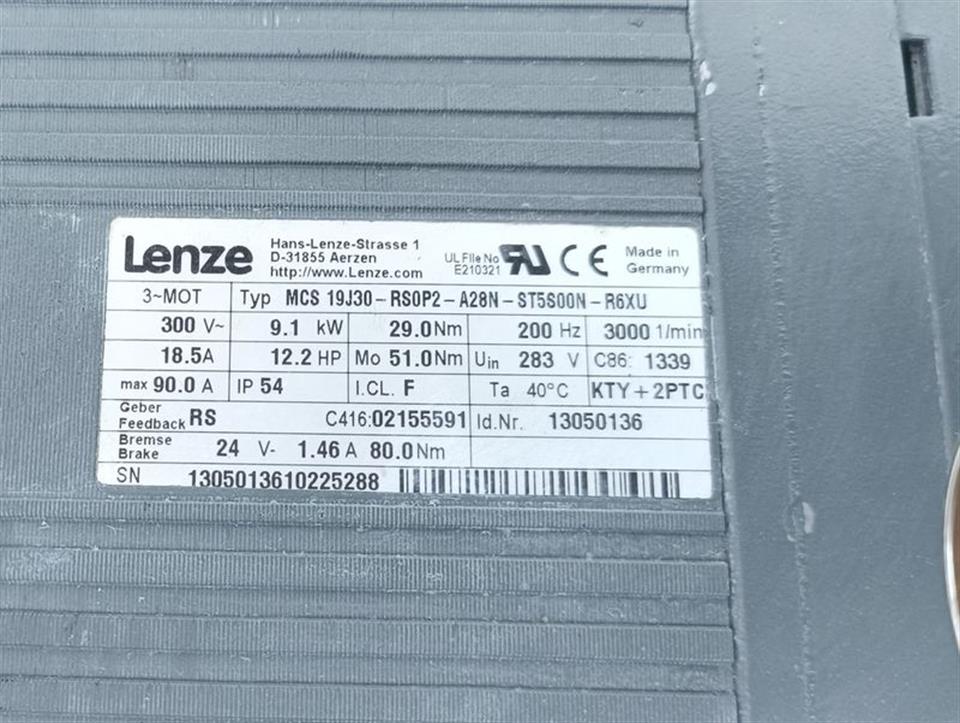 Lenze Hans-Lenze-Strasse 1 D-31855 Aerzen http://www.Lenze.com UL File No E210321 RU CE Made in Germany
3~MOT Typ MCS 19J30-RS0P2-A28N-ST5S00N-R6XU
300 V~ 9.1 kW 29.0Nm 200 Hz 3000 1/min
18.5A 12.2 HP Mo 51.0Nm Uin 283 V C86: 1339
max 90.0 A IP 54 I.CL. F Ta 40°C KTY+2PTC
Geber Feedback RS C416:02155591 Id.Nr. 13050136
Bremse Brake 24 V- 1.46 A 80.0Nm
SN 1305013610225288